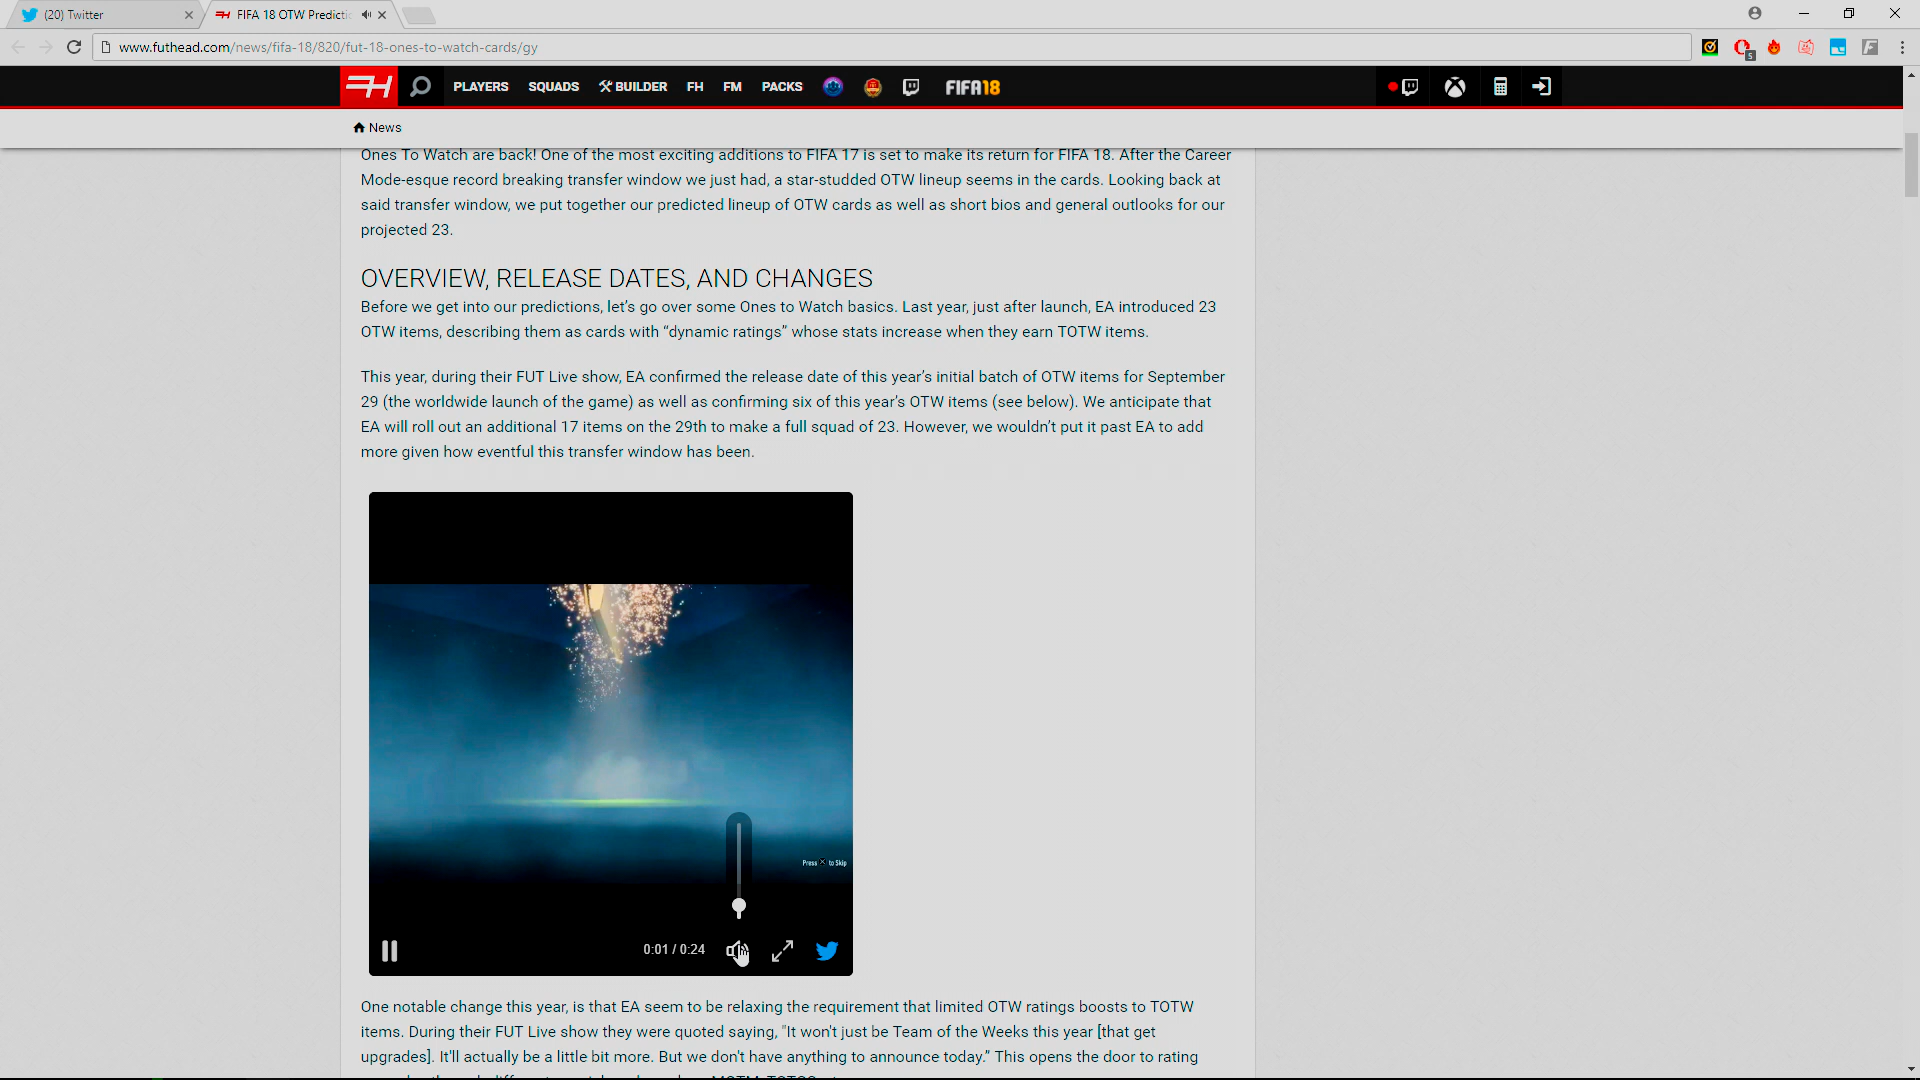 (20) Twitter
FIFA 18 OTW Predicti
www.futhead.com/news/fifa-18/820/fut-18-ones-to-watch-cards/gy
5
PLAYERS SQUADS BUILDER FH FM PACKS FIFA18
News
Ones To Watch are back! One of the most exciting additions to FIFA 17 is set to make its return for FIFA 18. After the Career
Mode-esque record breaking transfer window we just had, a star-studded OTW lineup seems in the cards. Looking back at
said transfer window, we put together our predicted lineup of OTW cards as well as short bios and general outlooks for our
projected 23.
OVERVIEW, RELEASE DATES, AND CHANGES
Before we get into our predictions, let’s go over some Ones to Watch basics. Last year, just after launch, EA introduced 23
OTW items, describing them as cards with “dynamic ratings” whose stats increase when they earn TOTW items.
This year, during their FUT Live show, EA confirmed the release date of this year’s initial batch of OTW items for September
29 (the worldwide launch of the game) as well as confirming six of this year’s OTW items (see below). We anticipate that
EA will roll out an additional 17 items on the 29th to make a full squad of 23. However, we wouldn’t put it past EA to add
more given how eventful this transfer window has been.
Press X to Skip
0:01 / 0:24
One notable change this year, is that EA seem to be relaxing the requirement that limited OTW ratings boosts to TOTW
items. During their FUT Live show they were quoted saying, "It won't just be Team of the Weeks this year [that get
upgrades]. It'll actually be a little bit more. But we don't have anything to announce today.” This opens the door to rating